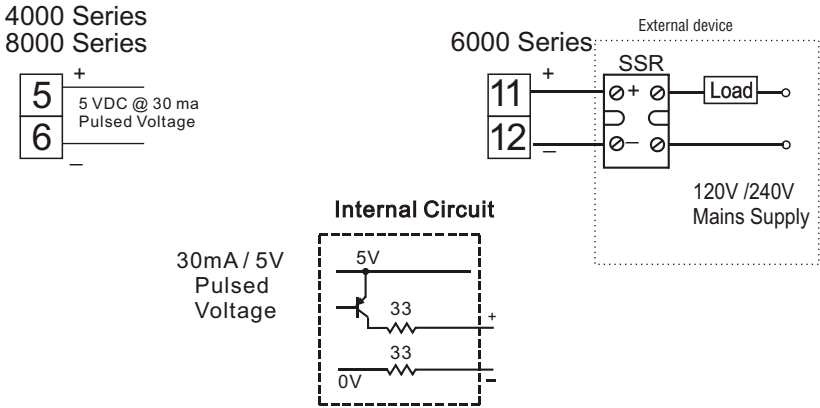 4000 Series
8000 Series
5
6
+
5 VDC @ 30 ma
Pulsed Voltage
–
6000 Series
11
12
+
–
External device
SSR
+
–
Load
120V /240V
Mains Supply
Internal Circuit
30mA / 5V
Pulsed
Voltage
5V
33
+
33
0V
–